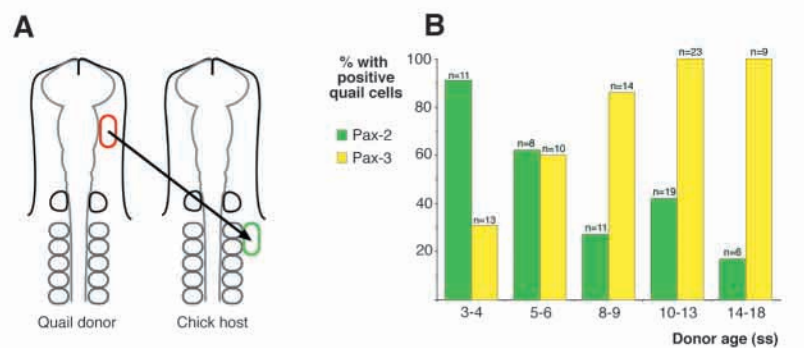 A
Quail donor
Chick host
B
% with
positive
quail cells
Pax-2
Pax-3
100
80
60
40
20
n=11
n=13
n=8
n=10
n=11
n=14
n=19
n=23
n=6
n=9
3-4
5-6
8-9
10-13
14-18
Donor age (ss)